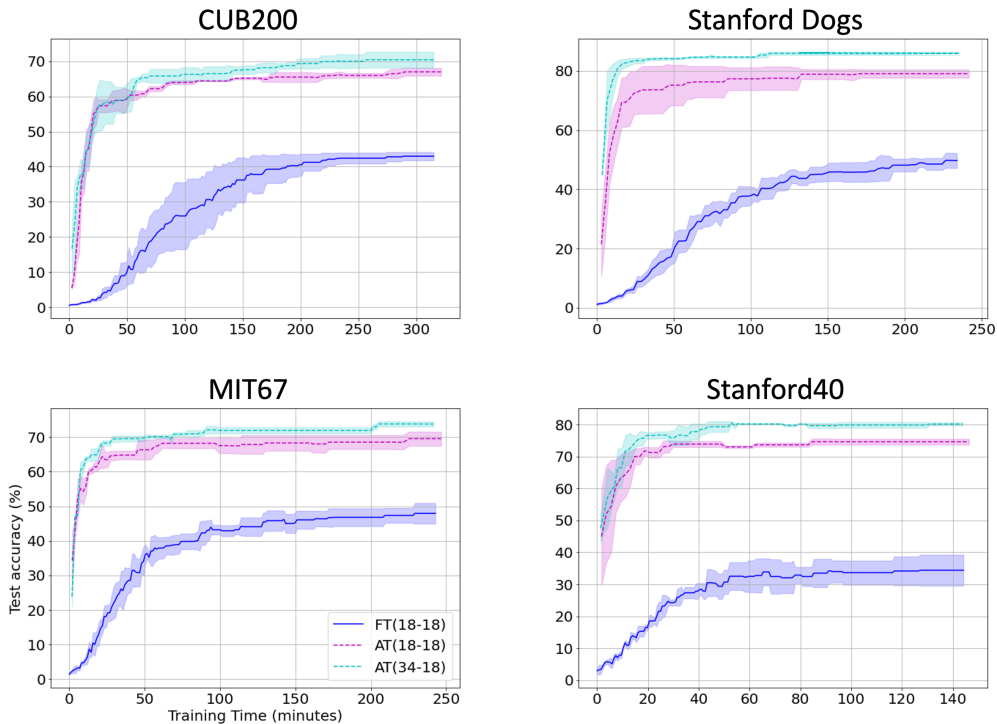 CUB200
70
60
50
40
30
20
10
0
0 50 100 150 200 250 300
Stanford Dogs
80
60
40
20
0
0 50 100 150 200 250
MIT67
Test accuracy (%)
70
60
50
40
30
20
10
0
FT(18-18)
AT(18-18)
AT(34-18)
0 50 100 150 200 250
Training Time (minutes)
Stanford40
80
70
60
50
40
30
20
10
0
0 20 40 60 80 100 120 140